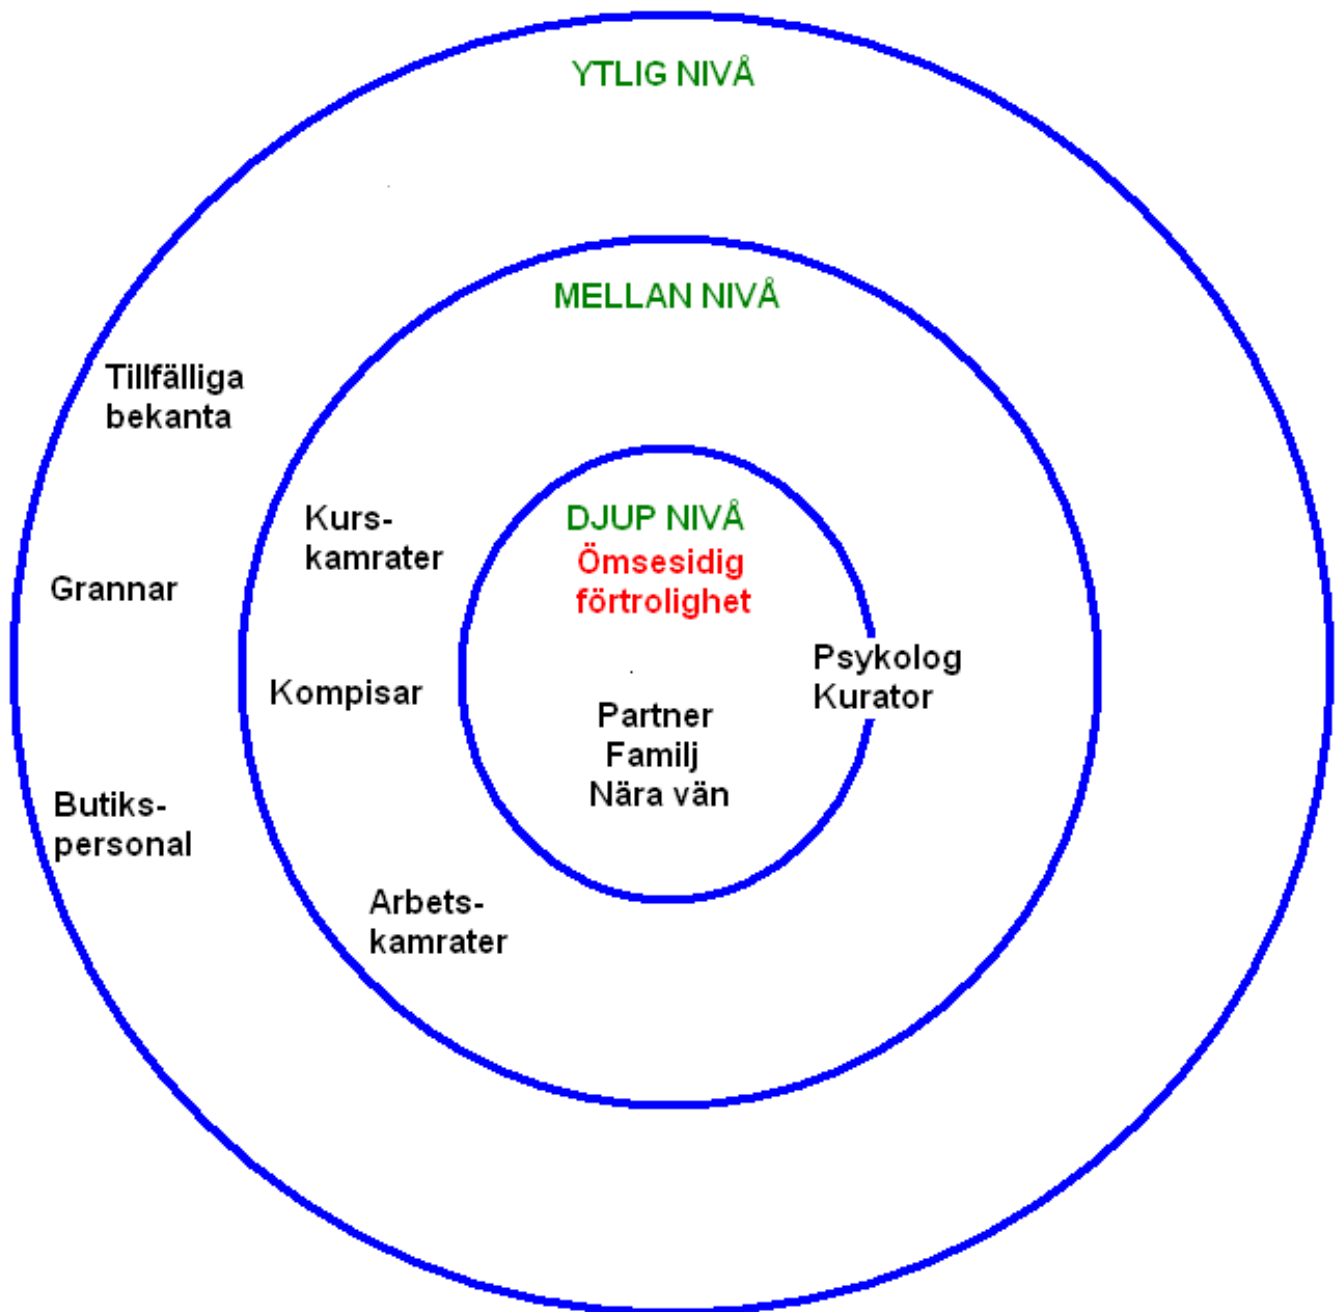 YTLIG NIVÅ
MELLAN NIVÅ
Tillfälliga
bekanta
Kurs-
kamrater
DJUP NIVÅ
Ömsesidig
förtrolighet
Grannar
Psykolog
Kurator
Kompisar
Partner
Familj
Nära vän
Butiks-
personal
Arbets-
kamrater